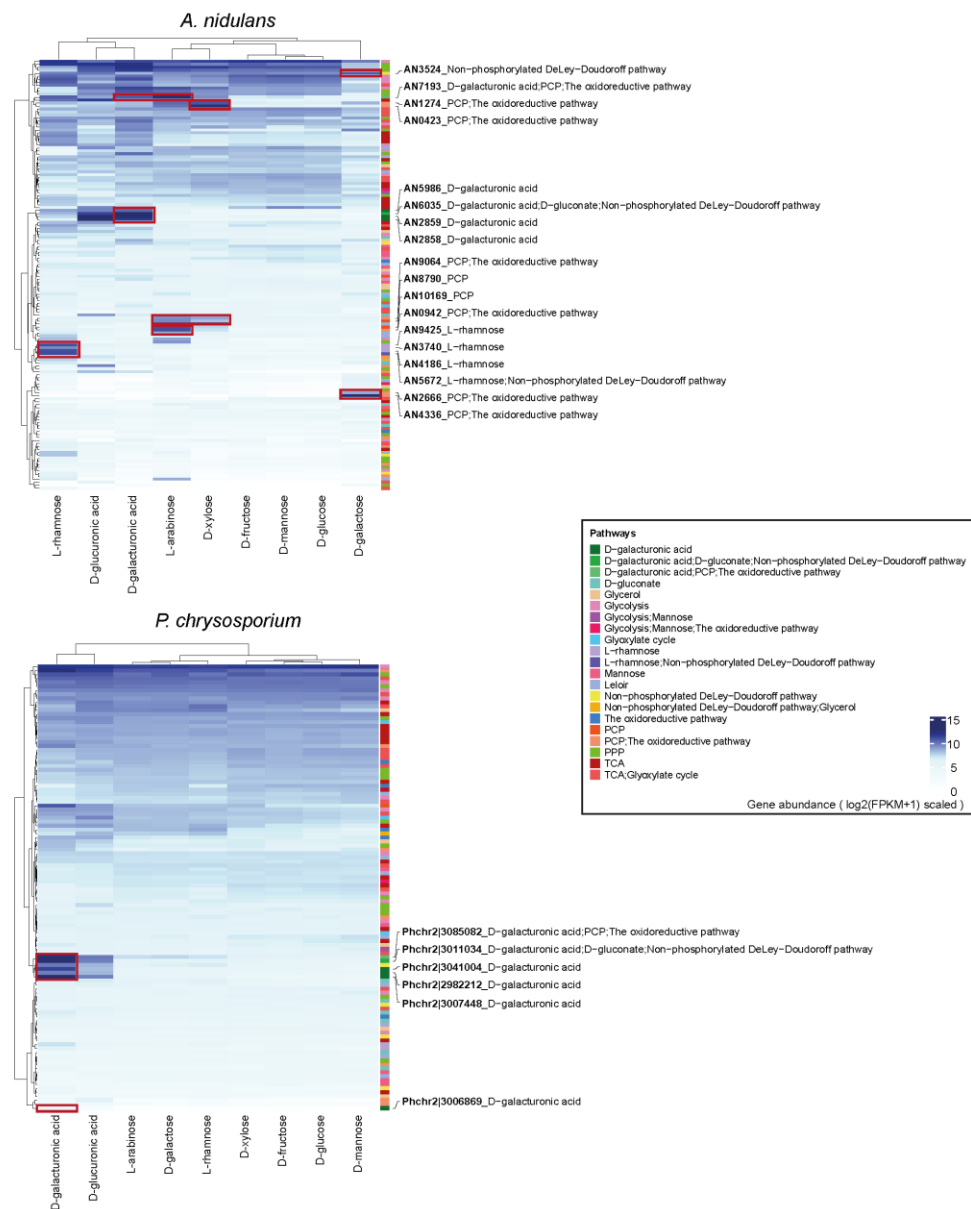 A. nidulans
AN3524_Non-phosphorylated DeLey-Doudoroff pathway
AN7193_D-galacturonic acid;PCP;The oxidoreductive pathway
AN1274_PCP;The oxidoreductive pathway
AN0423_PCP;The oxidoreductive pathway
AN5986_D-galacturonic acid
AN6035_D-galacturonic acid;D-gluconate;Non-phosphorylated DeLey-Doudoroff pathway
AN2859_D-galacturonic acid
AN2858_D-galacturonic acid
AN9064_PCP;The oxidoreductive pathway
AN8790_PCP
AN10169_PCP
AN0942_PCP;The oxidoreductive pathway
AN9425_L-rhamnose
AN3740_L-rhamnose
AN4186_L-rhamnose
AN5672_L-rhamnose;Non-phosphorylated DeLey-Doudoroff pathway
AN2666_PCP;The oxidoreductive pathway
AN4336_PCP;The oxidoreductive pathway
L-rhamnose
D-glucuronic acid
D-galacturonic acid
L-arabinose
D-xylose
D-fructose
D-mannose
D-glucose
D-galactose
Pathways
D-galacturonic acid
D-galacturonic acid;D-gluconate;Non-phosphorylated DeLey-Doudoroff pathway
D-galacturonic acid;PCP;The oxidoreductive pathway
D-gluconate
Glycerol
Glycolysis
Glycolysis;Mannose
Glycolysis;Mannose;The oxidoreductive pathway
Glyoxylate cycle
L-rhamnose
L-rhamnose;Non-phosphorylated DeLey-Doudoroff pathway
Mannose
Leloir
Non-phosphorylated DeLey-Doudoroff pathway
Non-phosphorylated DeLey-Doudoroff pathway;Glycerol
The oxidoreductive pathway
PCP
PCP;The oxidoreductive pathway
PPP
TCA
TCA;Glyoxylate cycle
15
10
5
0
Gene abundance ( log2(FPKM+1) scaled )
P. chrysosporium
Phchr2|3085082_D-galacturonic acid;PCP;The oxidoreductive pathway
Phchr2|3011034_D-galacturonic acid;D-gluconate;Non-phosphorylated DeLey-Doudoroff pathway
Phchr2|3041004_D-galacturonic acid
Phchr2|2982212_D-galacturonic acid
Phchr2|3007448_D-galacturonic acid
Phchr2|3006869_D-galacturonic acid
D-galacturonic acid
D-glucuronic acid
L-arabinose
D-galactose
L-rhamnose
D-xylose
D-fructose
D-glucose
D-mannose